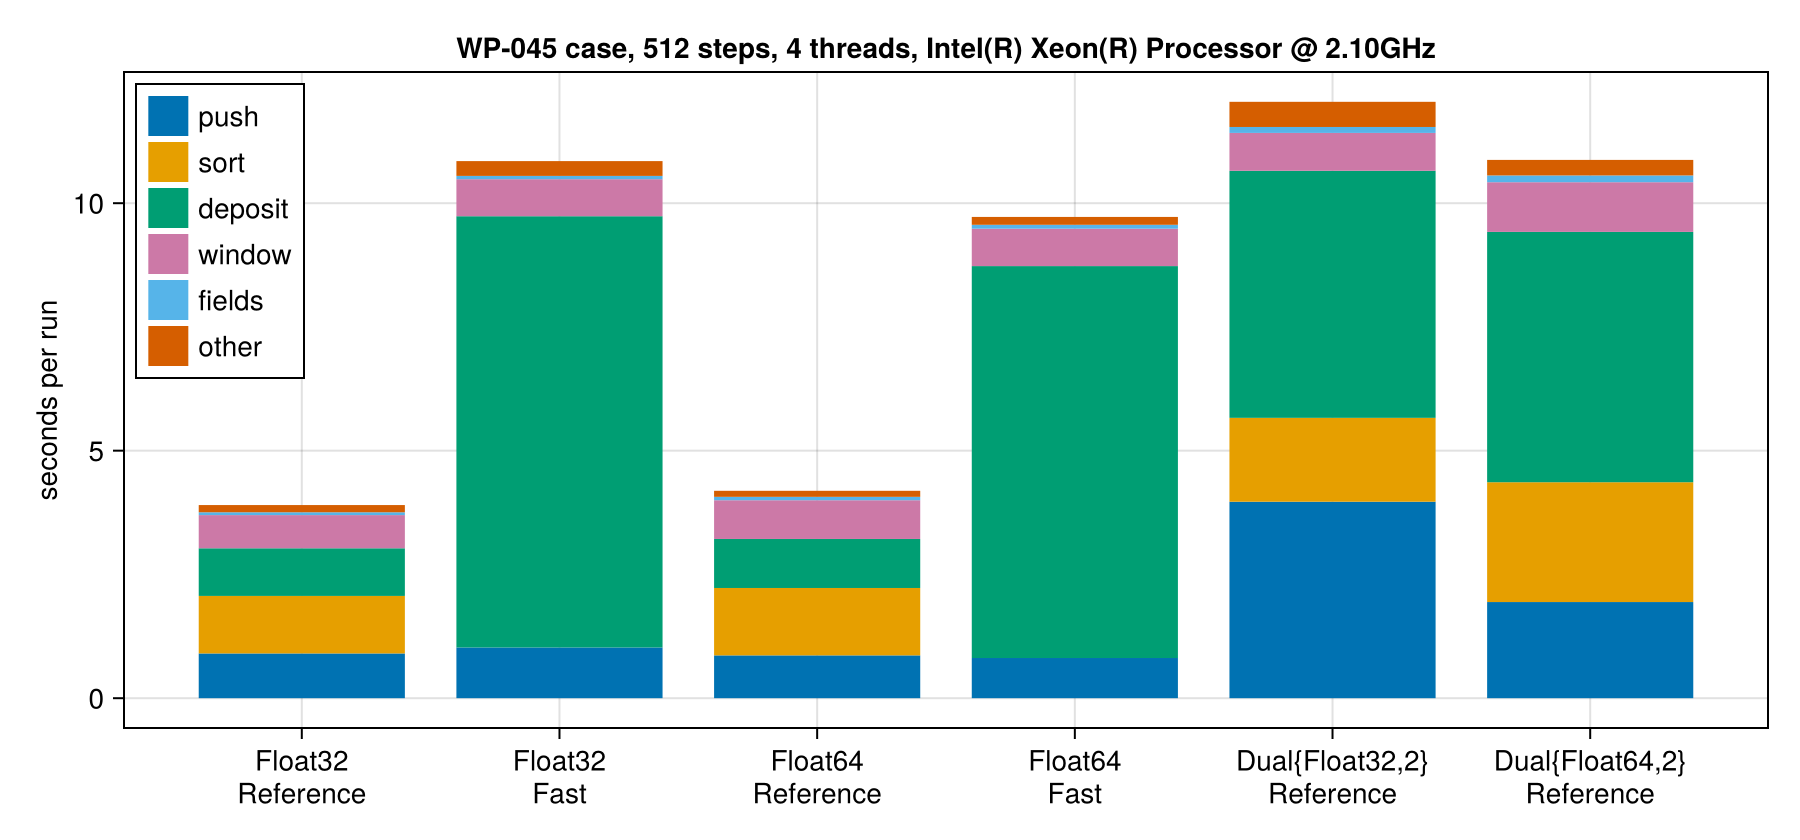 WP-045 case, 512 steps, 4 threads, Intel(R) Xeon(R) Processor @ 2.10GHz
push
sort
deposit
window
fields
other
seconds per run
10
5
0
Float32
Reference
Float32
Fast
Float64
Reference
Float64
Fast
Dual{Float32,2}
Reference
Dual{Float64,2}
Reference